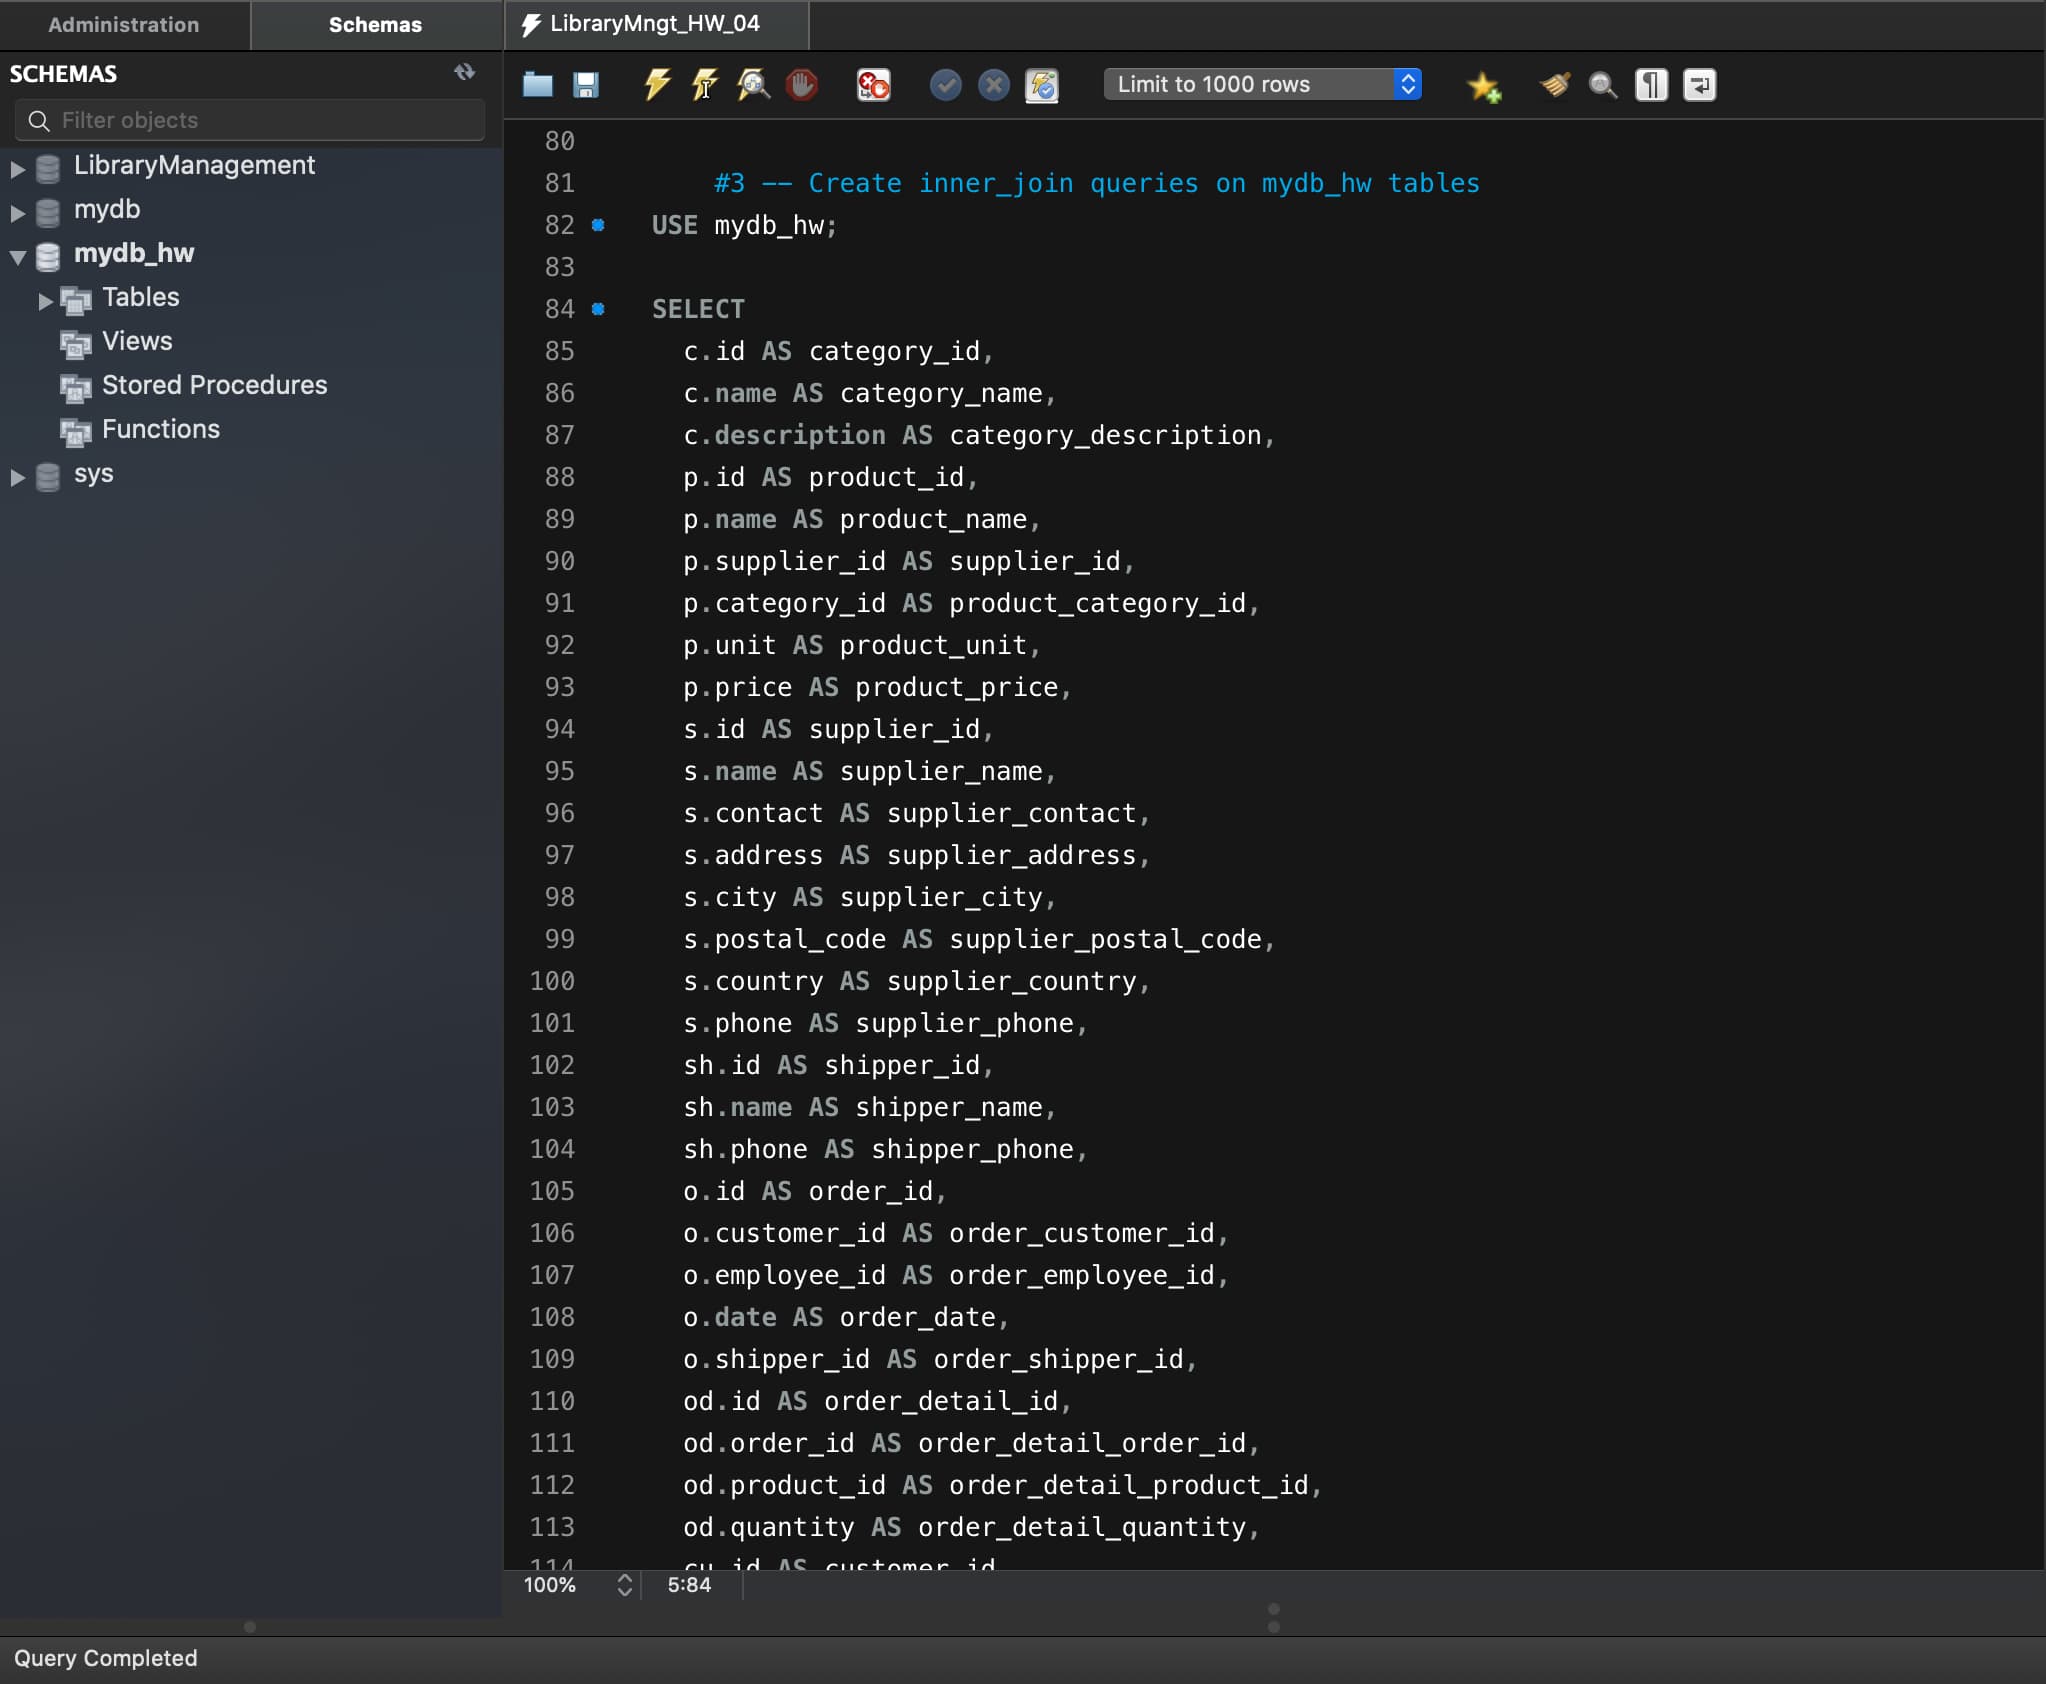 Administration
Schemas
LibraryMngt_HW_04
SCHEMAS
Filter objects
LibraryManagement
mydb
mydb_hw
Tables
Views
Stored Procedures
Functions
sys
Limit to 1000 rows
80
81 #3 -- Create inner_join queries on mydb_hw tables
82 USE mydb_hw;
83
84 SELECT
85 c.id AS category_id,
86 c.name AS category_name,
87 c.description AS category_description,
88 p.id AS product_id,
89 p.name AS product_name,
90 p.supplier_id AS supplier_id,
91 p.category_id AS product_category_id,
92 p.unit AS product_unit,
93 p.price AS product_price,
94 s.id AS supplier_id,
95 s.name AS supplier_name,
96 s.contact AS supplier_contact,
97 s.address AS supplier_address,
98 s.city AS supplier_city,
99 s.postal_code AS supplier_postal_code,
100 s.country AS supplier_country,
101 s.phone AS supplier_phone,
102 sh.id AS shipper_id,
103 sh.name AS shipper_name,
104 sh.phone AS shipper_phone,
105 o.id AS order_id,
106 o.customer_id AS order_customer_id,
107 o.employee_id AS order_employee_id,
108 o.date AS order_date,
109 o.shipper_id AS order_shipper_id,
110 od.id AS order_detail_id,
111 od.order_id AS order_detail_order_id,
112 od.product_id AS order_detail_product_id,
113 od.quantity AS order_detail_quantity,
114 cu.id AS customer_id
100%
5:84
Query Completed